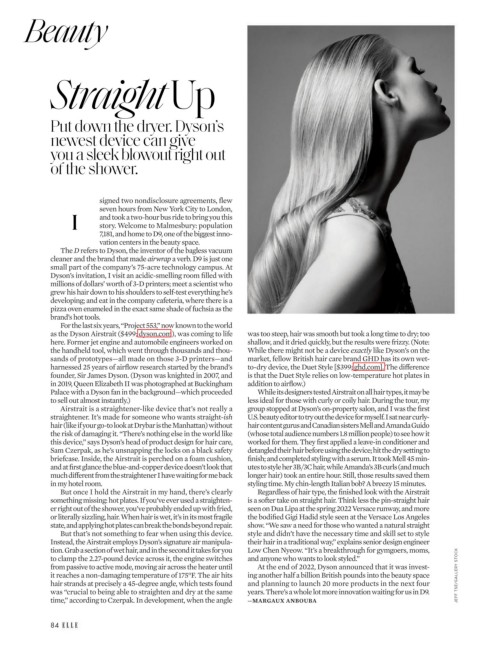 Beauty
Straight Up
Put down the dryer. Dyson's
newest device can give
you a sleek blowout right out
of the shower.
I signed two nondisclosure agreements, flew
seven hours from New York City to London,
and took a two-hour bus ride to bring you this
story. Welcome to Malmesbury: population
7,181, and home to D9, one of the biggest inno-
vation centers in the beauty space.
The D refers to Dyson, the inventor of the bagless vacuum
cleaner and the brand that made airwrap a verb. D9 is just one
small part of the company's 75-acre technology campus. At
Dyson's invitation, I visit an acidic-smelling room filled with
millions of dollars' worth of 3-D printers; meet a scientist who
grew his hair down to his shoulders to self-test everything he's
developing; and eat in the company cafeteria, where there is a
pizza oven enameled in the exact same shade of fuchsia as the
brand's hot tools.
For the last six years, "Project 553," now known to the world
as the Dyson Airstrait ($499; dyson.com), was coming to life
here. Former jet engine and automobile engineers worked on
the handheld tool, which went through thousands and thou-
sands of prototypes—all made on those 3-D printers—and
harnessed 25 years of airflow research started by the brand's
founder, Sir James Dyson. (Dyson was knighted in 2007, and
in 2019, Queen Elizabeth II was photographed at Buckingham
Palace with a Dyson fan in the background—which proceeded
to sell out almost instantly.)
Airstrait is a straightener-like device that's not really a
straightener. It's made for someone who wants straight-ish
hair (like if your go-to look at Drybar is the Manhattan) without
the risk of damaging it. "There's nothing else in the world like
this device," says Dyson's head of product design for hair care,
Sam Czerpak, as he's unsnapping the locks on a black safety
briefcase. Inside, the Airstrait is perched on a foam cushion,
and at first glance the blue-and-copper device doesn't look that
much different from the straightener I have waiting for me back
in my hotel room.
But once I hold the Airstrait in my hand, there's clearly
something missing: hot plates. If you've ever used a straighten-
er right out of the shower, you've probably ended up with fried,
or literally sizzling, hair. When hair is wet, it's in its most fragile
state, and applying hot plates can break the bonds beyond repair.
But that's not something to fear when using this device.
Instead, the Airstrait employs Dyson's signature air manipula-
tion. Grab a section of wet hair, and in the second it takes for you
to clamp the 2.27-pound device across it, the engine switches
from passive to active mode, moving air across the heater until
it reaches a non-damaging temperature of 175°F. The air hits
hair strands at precisely a 45-degree angle, which tests found
was "crucial to being able to straighten and dry at the same
time," according to Czerpak. In development, when the angle
was too steep, hair was smooth but took a long time to dry; too
shallow, and it dried quickly, but the results were frizzy. (Note:
While there might not be a device exactly like Dyson's on the
market, fellow British hair care brand GHD has its own wet-
to-dry device, the Duet Style [$399; ghd.com]. The difference
is that the Duet Style relies on low-temperature hot plates in
addition to airflow.)
While its designers tested Airstrait on all hair types, it may be
less ideal for those with curly or coily hair. During the tour, my
group stopped at Dyson's on-property salon, and I was the first
U.S. beauty editor to try out the device for myself. I sat near curly-
hair content gurus and Canadian sisters Mell and Amanda Guido
(whose total audience numbers 1.8 million people) to see how it
worked for them. They first applied a leave-in conditioner and
detangled their hair before using the device; hit the dry setting to
finish; and completed styling with a serum. It took Mell 45 min-
utes to style her 3B/3C hair, while Amanda's 3B curls (and much
longer hair) took an entire hour. Still, those results saved them
styling time. My chin-length Italian bob? A breezy 15 minutes.
Regardless of hair type, the finished look with the Airstrait
is a softer take on straight hair. Think less the pin-straight hair
seen on Dua Lipa at the spring 2022 Versace runway, and more
the bodified Gigi Hadid style seen at the Versace Los Angeles
show. "We saw a need for those who wanted a natural straight
style and didn't have the necessary time and skill set to style
their hair in a traditional way," explains senior design engineer
Low Chen Nyeow. "It's a breakthrough for gymgoers, moms,
and anyone who wants to look styled."
At the end of 2022, Dyson announced that it was invest-
ing another half a billion British pounds into the beauty space
and planning to launch 20 more products in the next four
years. There's a whole lot more innovation waiting for us in D9.
—MARGAUX ANBOUBA
84 ELLE